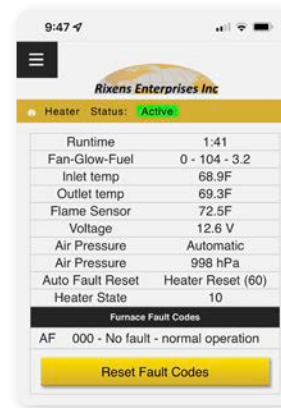 9:47
Rixens Enterprises Inc
Heater Status: Active
Runtime 1:41
Fan-Glow-Fuel 0 - 104 - 3.2
Inlet temp 68.9F
Outlet temp 69.3F
Flame Sensor 72.5F
Voltage 12.6 V
Air Pressure Automatic
Air Pressure 998 hPa
Auto Fault Reset Heater Reset (60)
Heater State 10
Furnace Fault Codes
AF 000 - No fault - normal operation
Reset Fault Codes